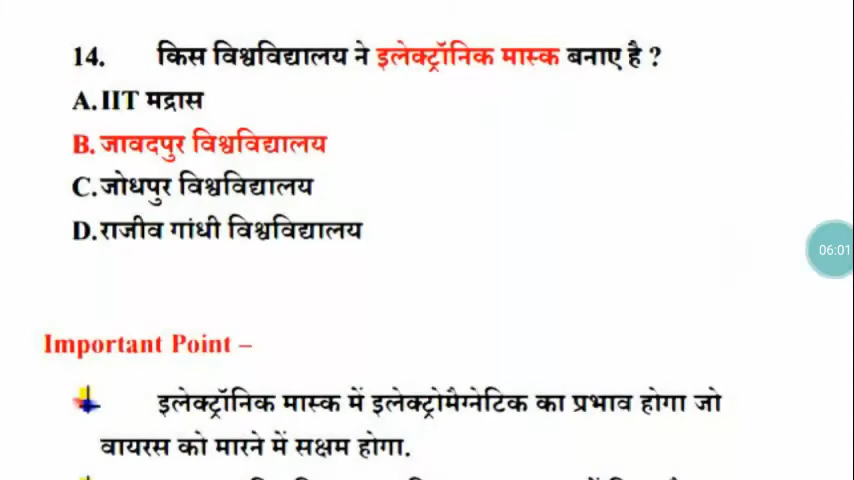 14. किस विश्वविद्यालय ने इलेक्ट्रॉनिक मास्क बनाए है ?
A.IIT मद्रास
B. जावदपुर विश्वविद्यालय
C.जोधपुर विश्वविद्यालय
D.राजीव गांधी विश्वविद्यालय
06:01
Important Point –
इलेक्ट्रॉनिक मास्क में इलेक्ट्रोमैग्नेटिक का प्रभाव होगा जो
वायरस को मारने में सक्षम होगा.